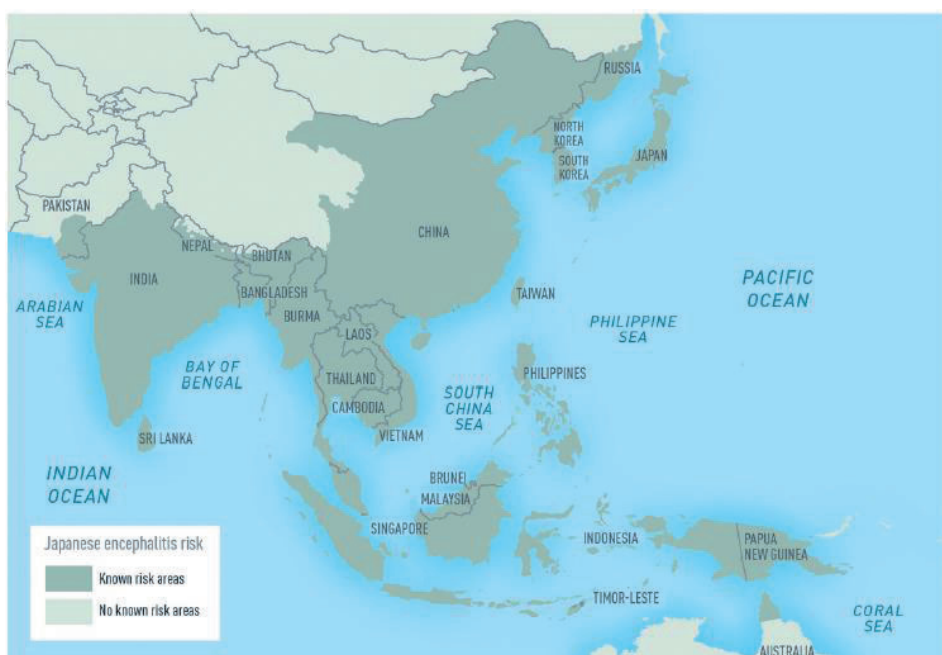 RUSSIA
NORTH
KOREA
SOUTH
KOREA
JAPAN
PAKISTAN
CHINA
NEPAL
BHUTAN
INDIA
BANGLADESH
BURMA
TAIWAN
PACIFIC
OCEAN
ARABIAN
SEA
PHILIPPINE
SEA
LAOS
BAY OF
BENGAL
THAILAND
PHILIPPINES
CAMBODIA
SOUTH
CHINA
SEA
VIETNAM
SRI LANKA
INDIAN
OCEAN
BRUNEI
MALAYSIA
SINGAPORE
INDONESIA
PAPUA
NEW GUINEA
TIMOR-LESTE
CORAL
SEA
AUSTRALIA
Japanese encephalitis risk
Known risk areas
No known risk areas